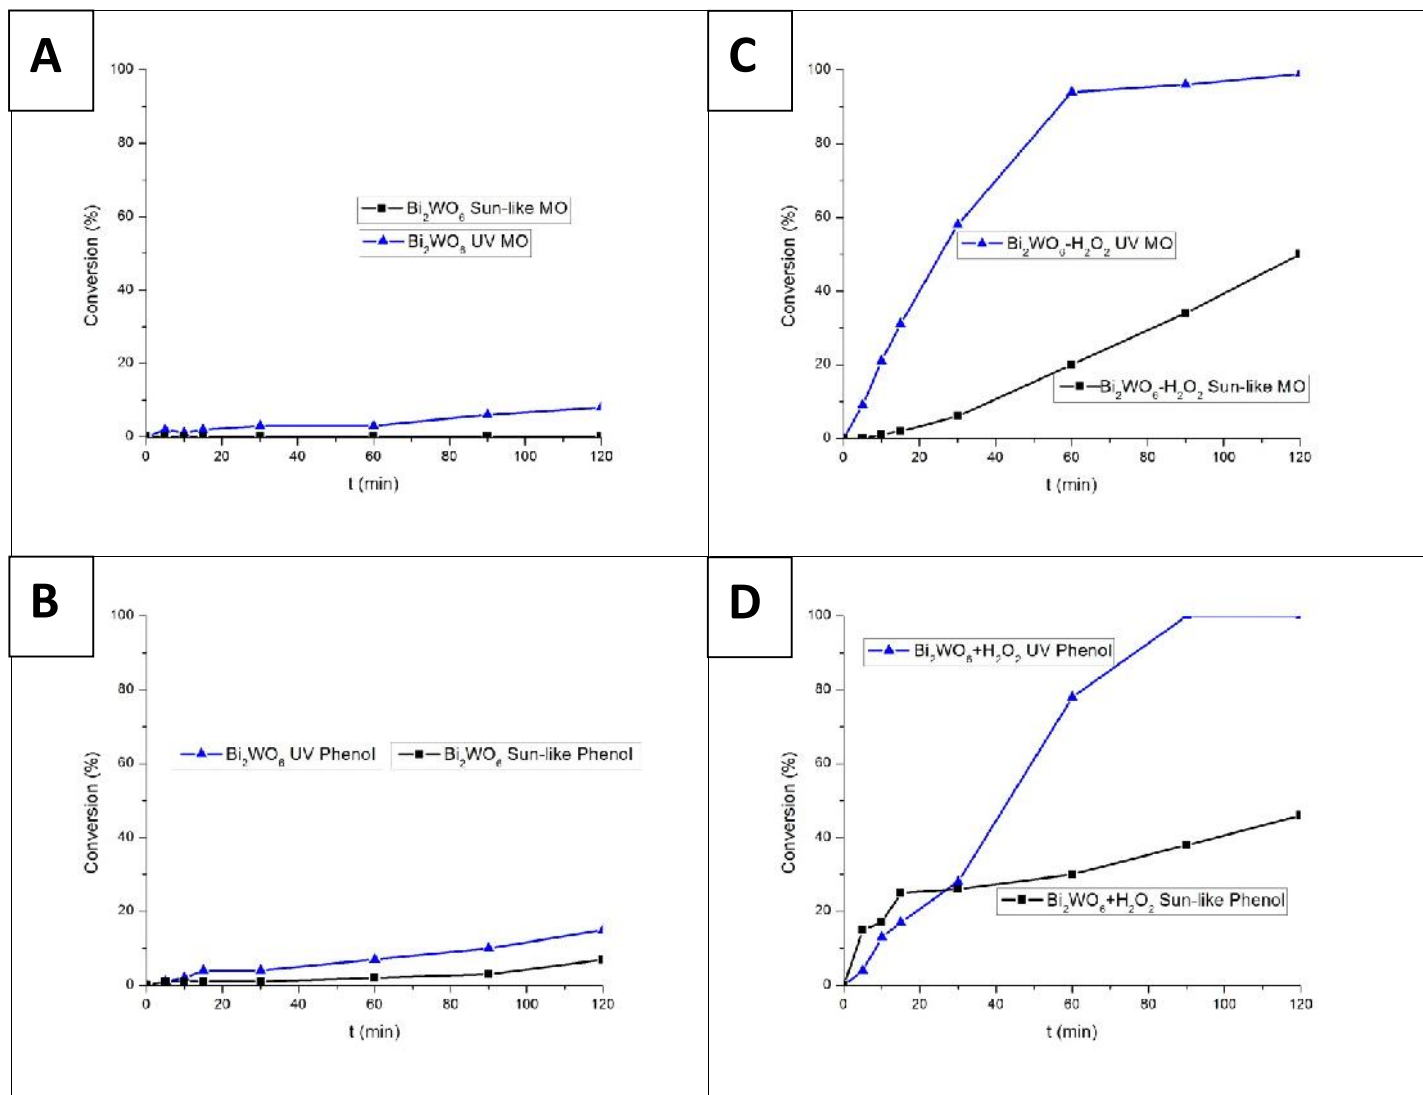 A
100
80
60
40
20
0
Conversion (%)
Bi₂WO₆ Sun-like MO
Bi₂WO₆ UV MO
0 20 40 60 80 100 120
t (min)
C
100
80
60
40
20
0
Conversion (%)
Bi₂WO₆-H₂O₂ UV MO
Bi₂WO₆-H₂O₂ Sun-like MO
0 20 40 60 80 100 120
t (min)
B
100
80
60
40
20
0
Conversion (%)
Bi₂WO₆ UV Phenol
Bi₂WO₆ Sun-like Phenol
0 20 40 60 80 100 120
t (min)
D
100
80
60
40
20
0
Conversion (%)
Bi₂WO₆+H₂O₂ UV Phenol
Bi₂WO₆+H₂O₂ Sun-like Phenol
0 20 40 60 80 100 120
t (min)